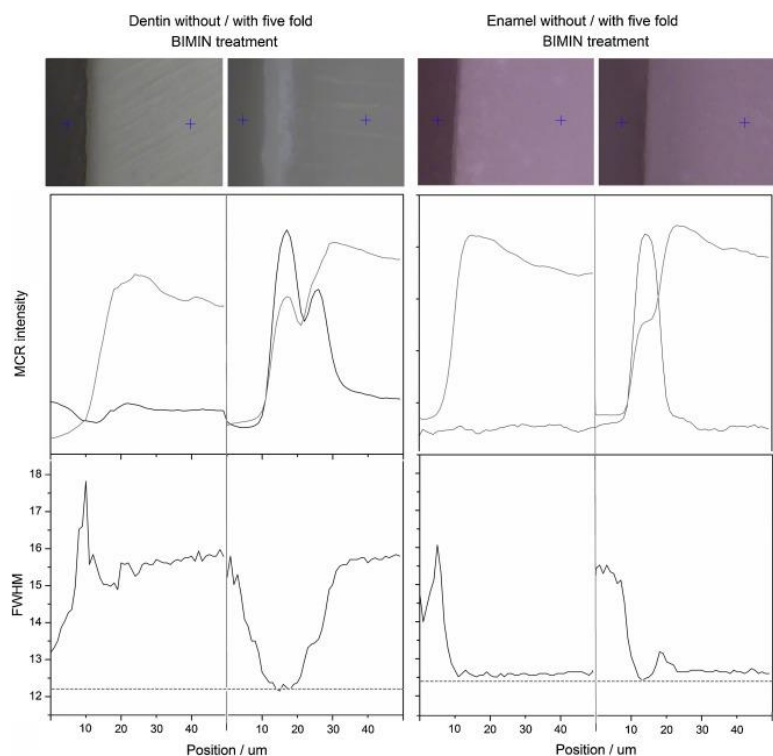 Dentin without / with five fold
BIMIN treatment
Enamel without / with five fold
BIMIN treatment
MCR intensity
FWHM
18
17
16
15
14
13
12
10 20 30 40 10 20 30 40
10 20 30 40 10 20 30 40
Position / um
Position / um